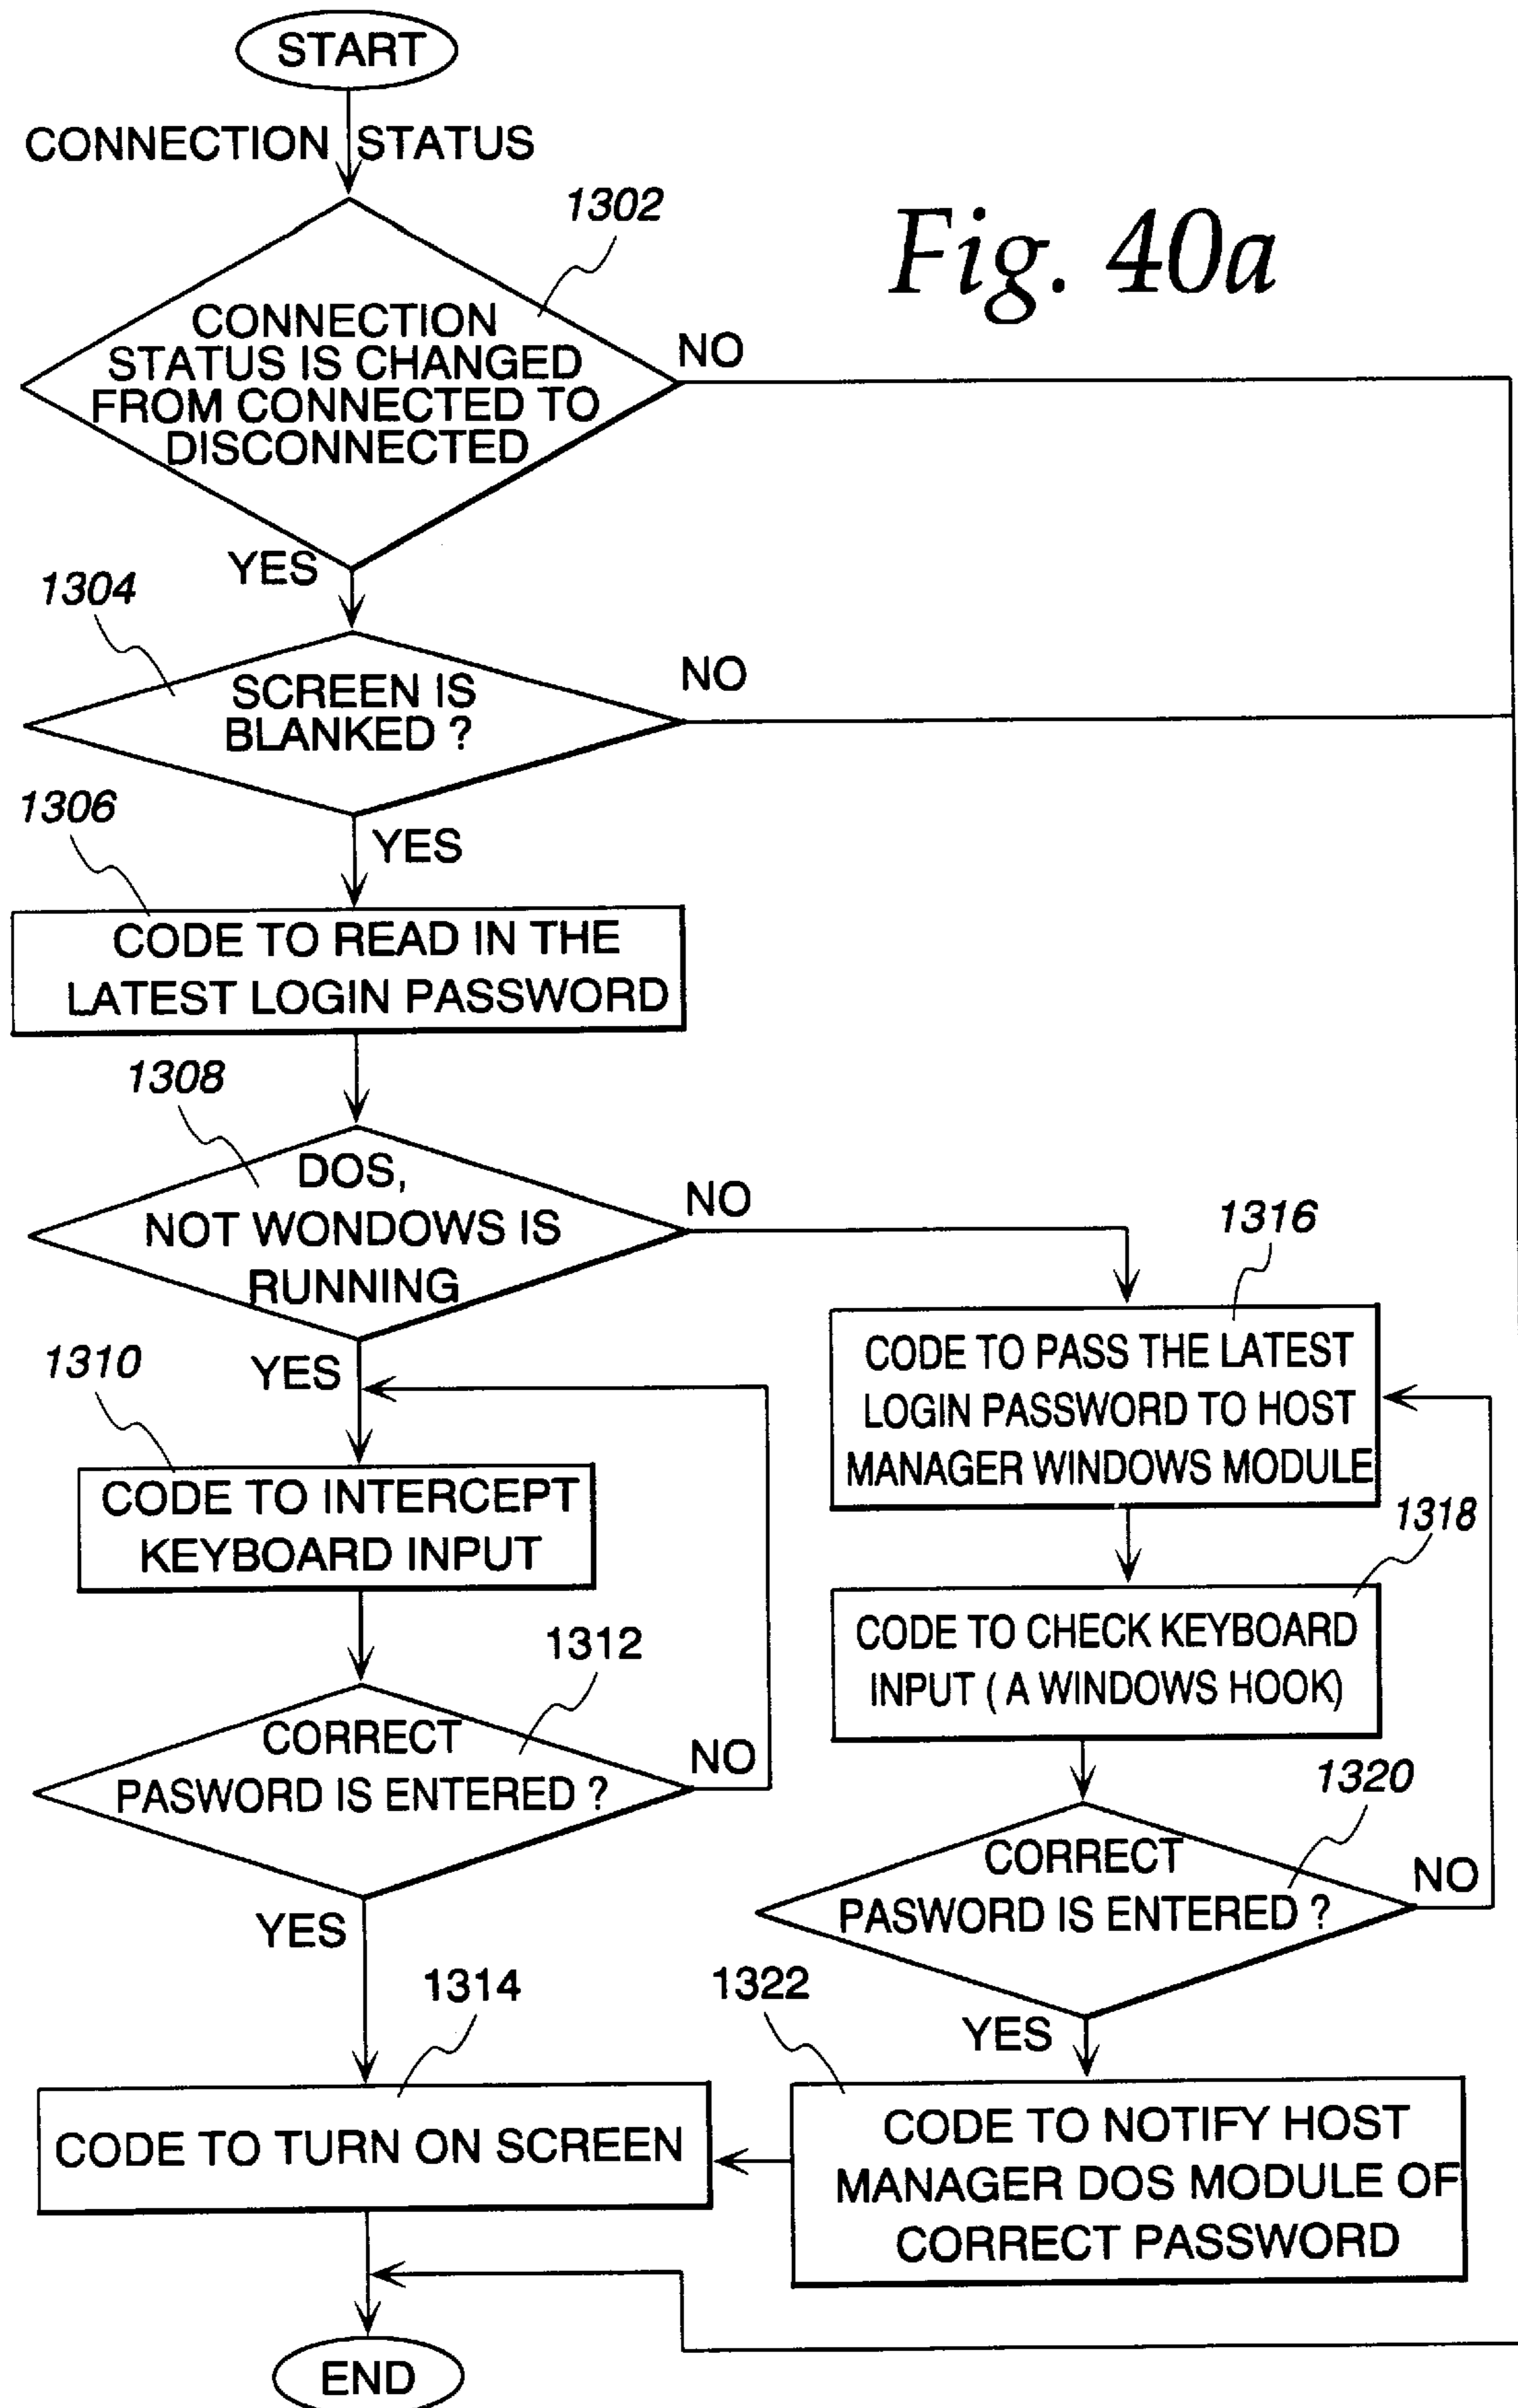 START
CONNECTION STATUS
1302
Fig. 40a
CONNECTION
STATUS IS CHANGED
FROM CONNECTED TO
DISCONNECTED
NO
YES
1304
SCREEN IS
BLANKED ?
NO
1306
YES
CODE TO READ IN THE
LATEST LOGIN PASSWORD
1308
DOS,
NOT WONDOWS IS
RUNNING
NO
1316
YES
1310
CODE TO PASS THE LATEST
LOGIN PASSWORD TO HOST
MANAGER WINDOWS MODULE
CODE TO INTERCEPT
KEYBOARD INPUT
1318
CODE TO CHECK KEYBOARD
INPUT ( A WINDOWS HOOK)
1312
CORRECT
PASWORD IS ENTERED ?
NO
1320
CORRECT
PASWORD IS ENTERED ?
NO
YES
1314
1322
YES
CODE TO TURN ON SCREEN
CODE TO NOTIFY HOST
MANAGER DOS MODULE OF
CORRECT PASSWORD
END